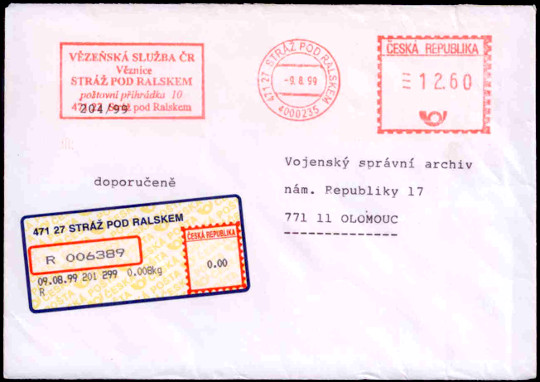 VĚZEŇSKÁ SLUŽBA ČR
Věznice
STRÁŽ POD RALSKEM
poštovní přihrádka 10
471 27 Stráž pod Ralskem
204/99
471 27 STRÁŽ POD RALSKEM
-9. 8. 99
4000235
ČESKÁ REPUBLIKA
12.60
doporučeně
Vojenský správní archiv
nám. Republiky 17
771 11 OLOMOUC
471 27 STRÁŽ POD RALSKEM
R 006389
09.08.99 201 299 0.008kg
R
ČESKÁ REPUBLIKA
0.00
ČESKÁ POŠTA